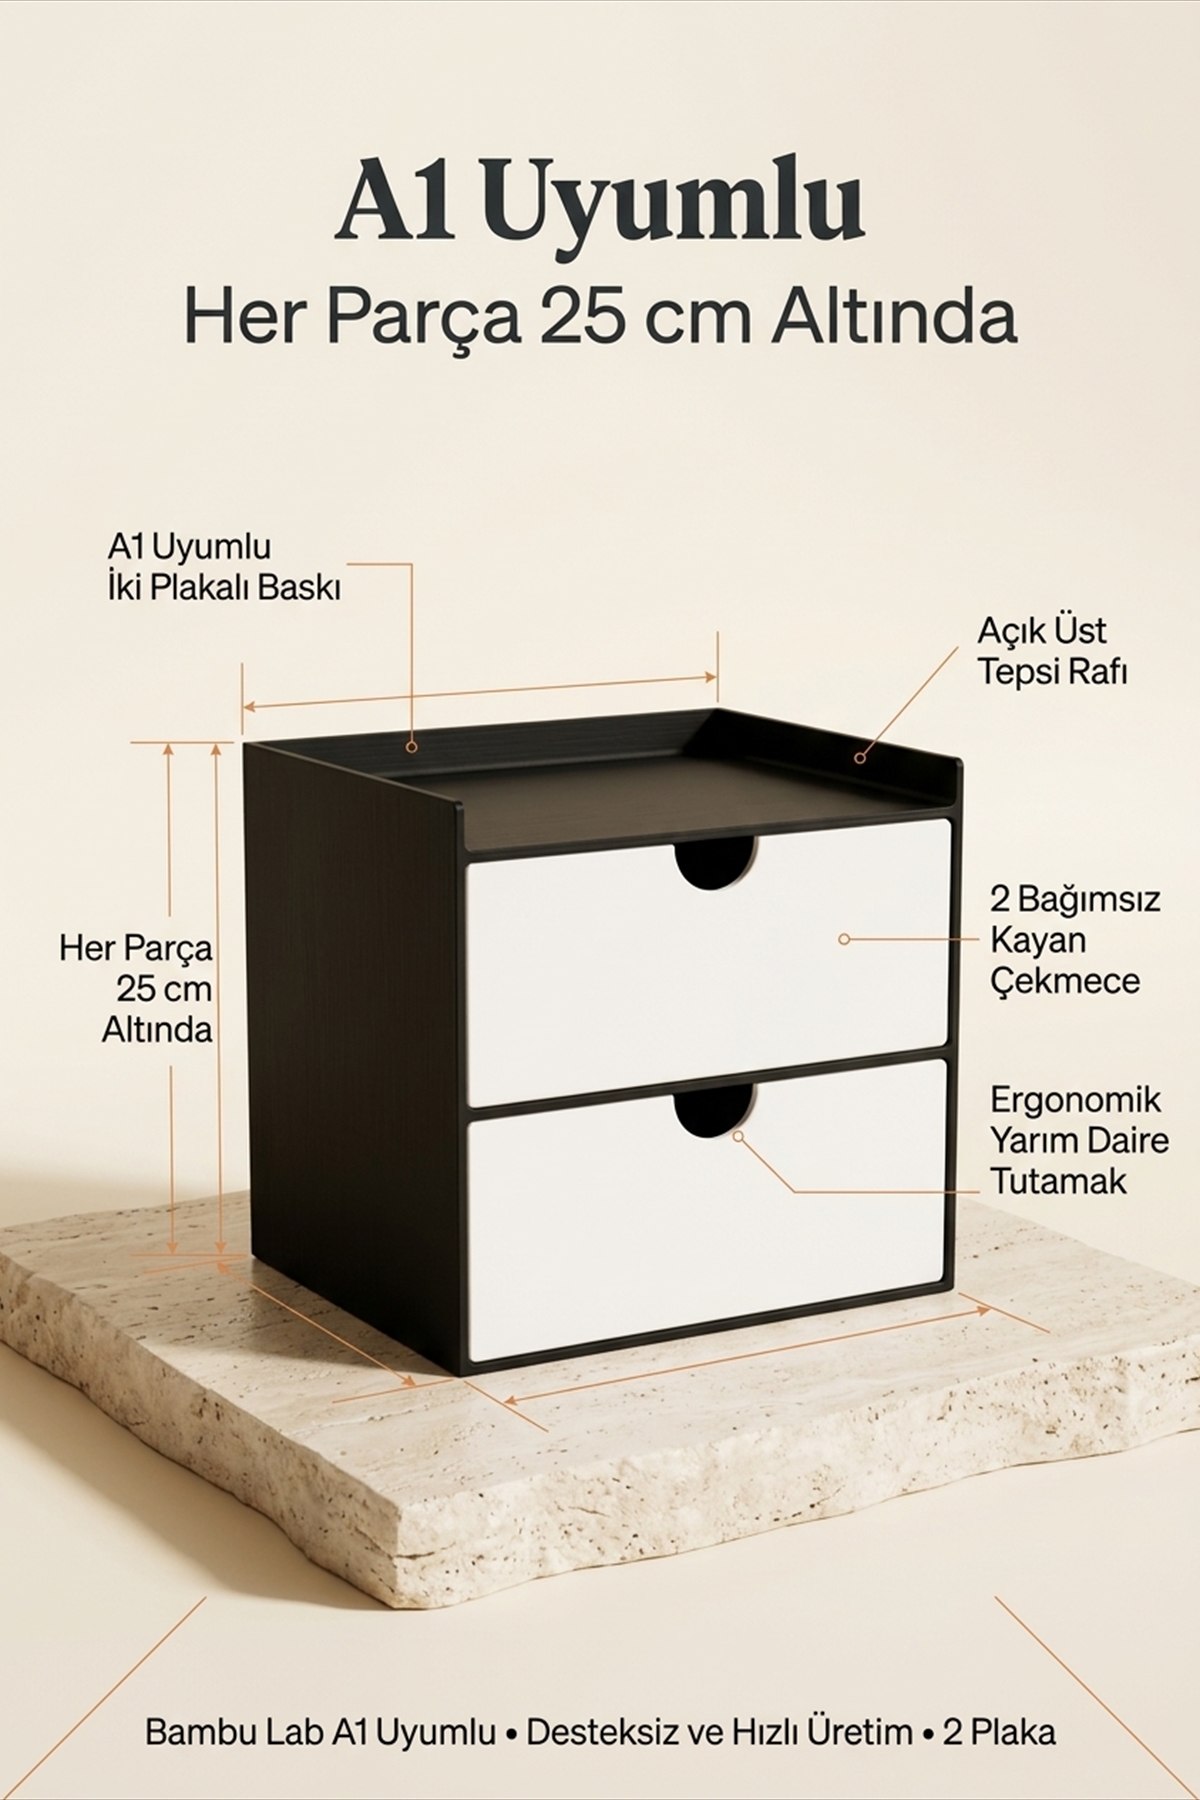 A1 Uyumlu
Her Parça 25 cm Altında
A1 Uyumlu
İki Plakalı Baskı
Açık Üst
Tepsi Rafı
Her Parça
25 cm
Altında
2 Bağımsız
Kayan
Çekmece
Ergonomik
Yarım Daire
Tutamak
Bambu Lab A1 Uyumlu • Desteksiz ve Hızlı Üretim • 2 Plaka